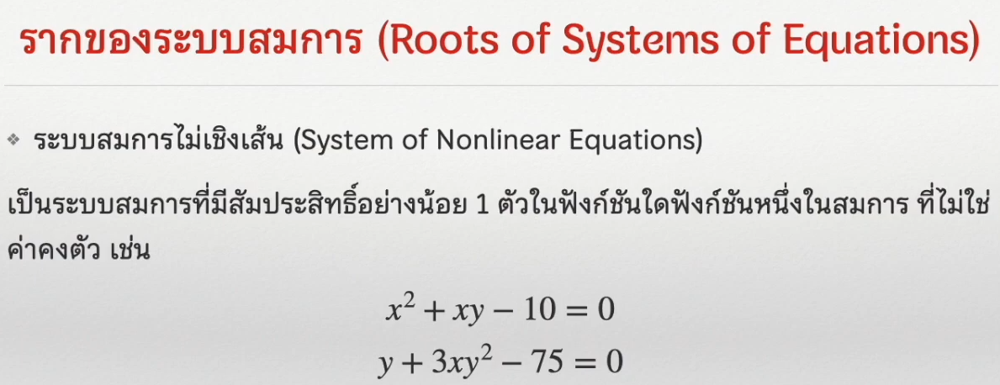 รากของระบบสมการ (Roots of Systems of Equations)
❖ ระบบสมการไม่เชิงเส้น (System of Nonlinear Equations)
เป็นระบบสมการที่มีสัมประสิทธิ์อย่างน้อย 1 ตัวในฟังก์ชันใดฟังก์ชันหนึ่งในสมการ ที่ไม่ใช่
ค่าคงตัว เช่น
x² + xy − 10 = 0
y + 3xy² − 75 = 0